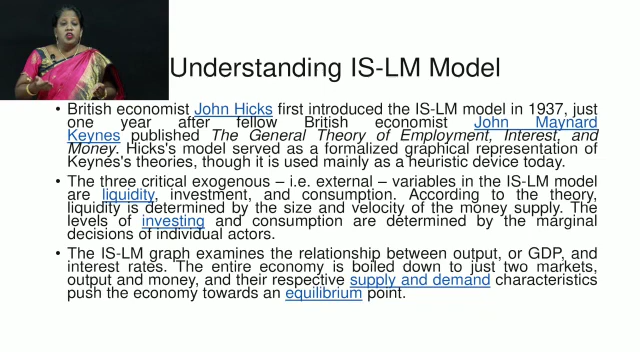 Understanding IS-LM Model
• British economist John Hicks first introduced the IS-LM model in 1937, just
one year after fellow British economist John Maynard
Keynes published The General Theory of Employment, Interest, and
Money. Hicks's model served as a formalized graphical representation of
Keynes's theories, though it is used mainly as a heuristic device today.
• The three critical exogenous – i.e. external – variables in the IS-LM model
are liquidity, investment, and consumption. According to the theory,
liquidity is determined by the size and velocity of the money supply. The
levels of investing and consumption are determined by the marginal
decisions of individual actors.
• The IS-LM graph examines the relationship between output, or GDP, and
interest rates. The entire economy is boiled down to just two markets,
output and money, and their respective supply and demand characteristics
push the economy towards an equilibrium point.